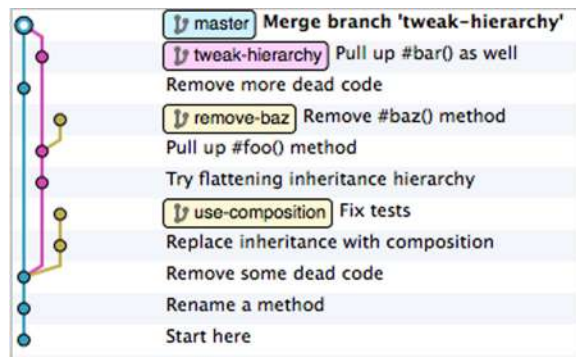 master Merge branch 'tweak-hierarchy'
tweak-hierarchy Pull up #bar() as well
Remove more dead code
remove-baz Remove #baz() method
Pull up #foo() method
Try flattening inheritance hierarchy
use-composition Fix tests
Replace inheritance with composition
Remove some dead code
Rename a method
Start here